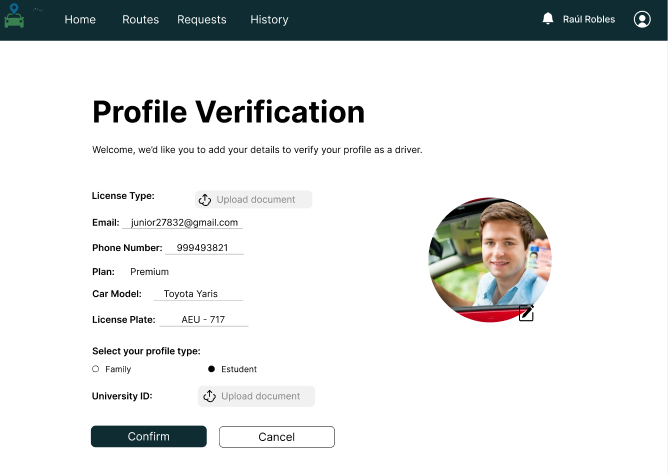 Home Routes Requests History Raúl Robles
Profile Verification
Welcome, we'd like you to add your details to verify your profile as a driver.
License Type: Upload document
Email: junior27832@gmail.com
Phone Number: 999493821
Plan: Premium
Car Model: Toyota Yaris
License Plate: AEU - 717
Select your profile type:
Family Estudent
University ID: Upload document
Confirm Cancel